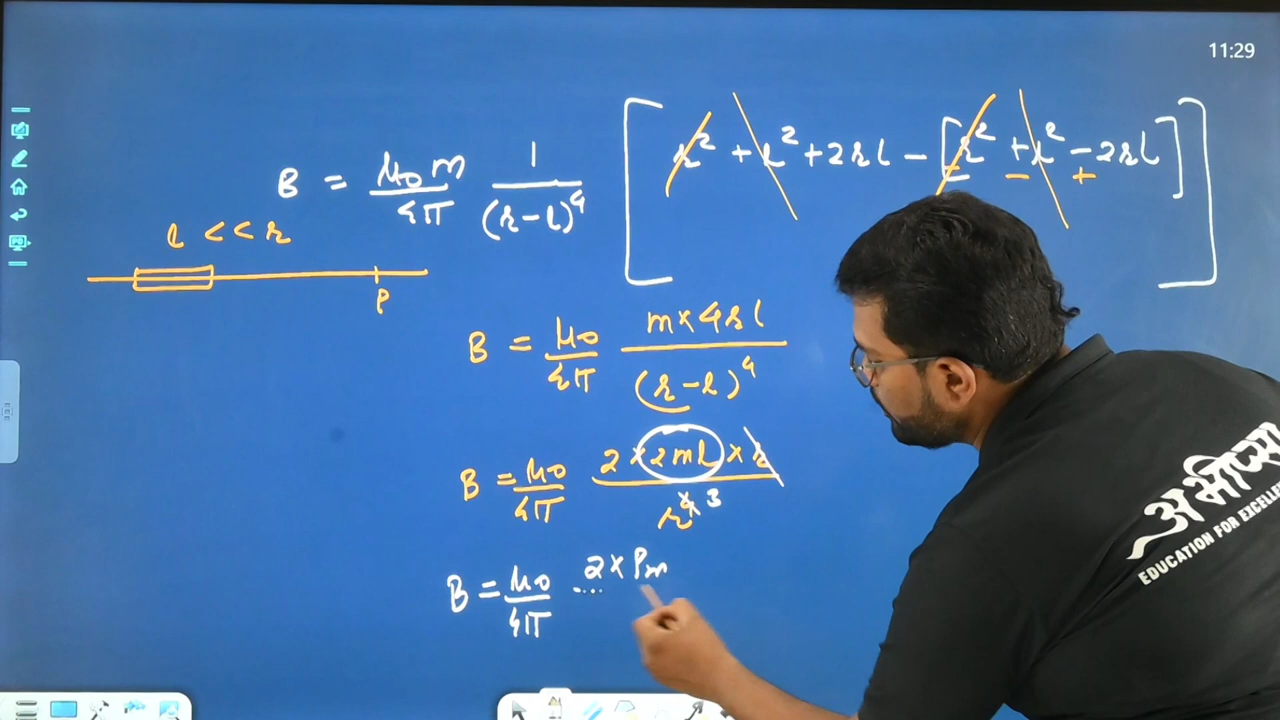 11:29
B = μ₀m/4π 1/(r-l)⁴ [r² + l² + 2rl - [r² + l² - 2rl]]
- - +
l << r
P
B = μ₀/4π m×4rl/(r-l)⁴
B = μ₀/4π 2×2ml×r/r⁴ 3
B = μ₀/4π 2×Pm
अभीप्सा
EDUCATION FOR EXCELLE